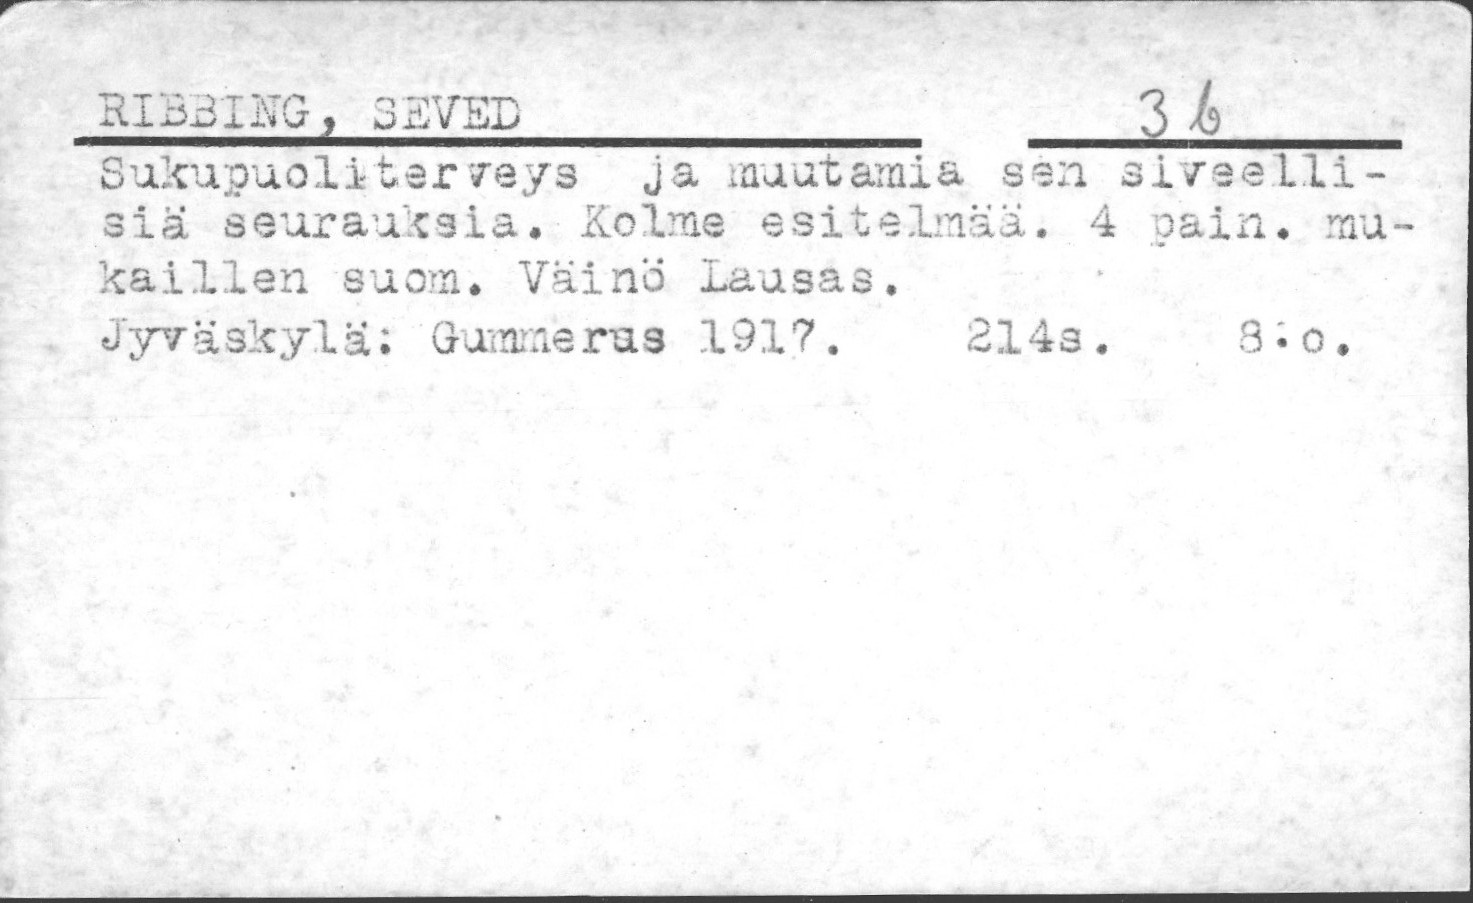 RIBBING, SEVED 3 b
Sukupuoliterveys ja muutamia sen siveelli-
siä seurauksia. Kolme esitelmää. 4 pain. mu-
kaillen suom. Väinö Lausas.
Jyväskylä: Gummerus 1917. 214s. 8:o.